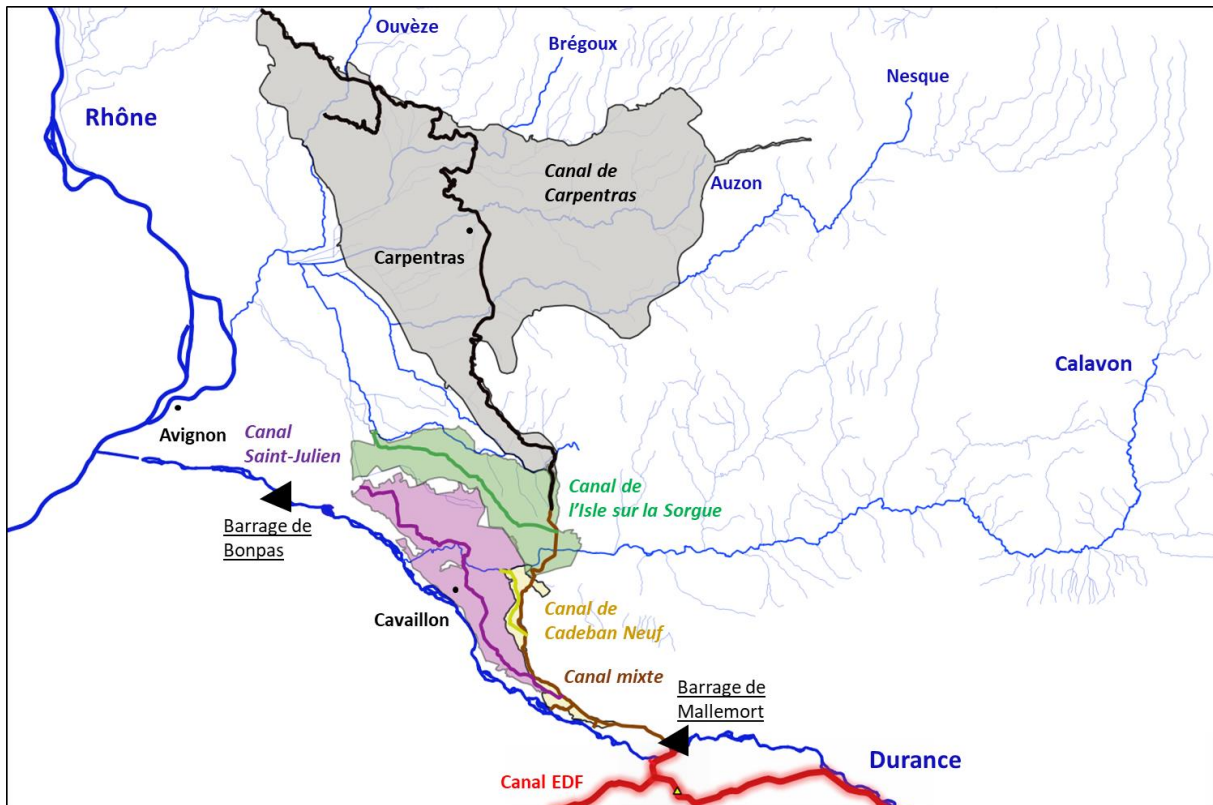 Ouvèze
Brégoux
Nesque
Rhône
Canal de
Carpentras
Auzon
Carpentras
Calavon
Avignon
Canal
Saint-Julien
Canal de
l'Isle sur la Sorgue
Barrage de
Bonpas
Cavaillon
Canal de
Cadeban Neuf
Canal mixte
Barrage de
Mallemort
Durance
Canal EDF